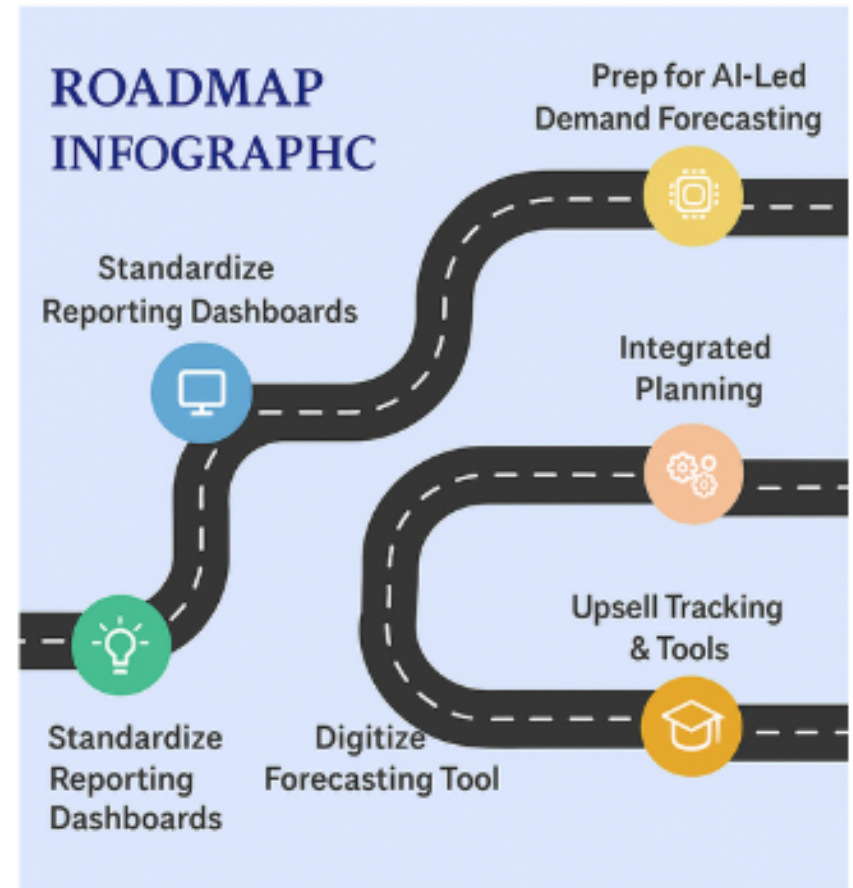 ROADMAP
INFOGRAPHC
Prep for AI-Led
Demand Forecasting
Standardize
Reporting Dashboards
Integrated
Planning
Upsell Tracking
& Tools
Standardize
Reporting
Dashboards
Digitize
Forecasting Tool